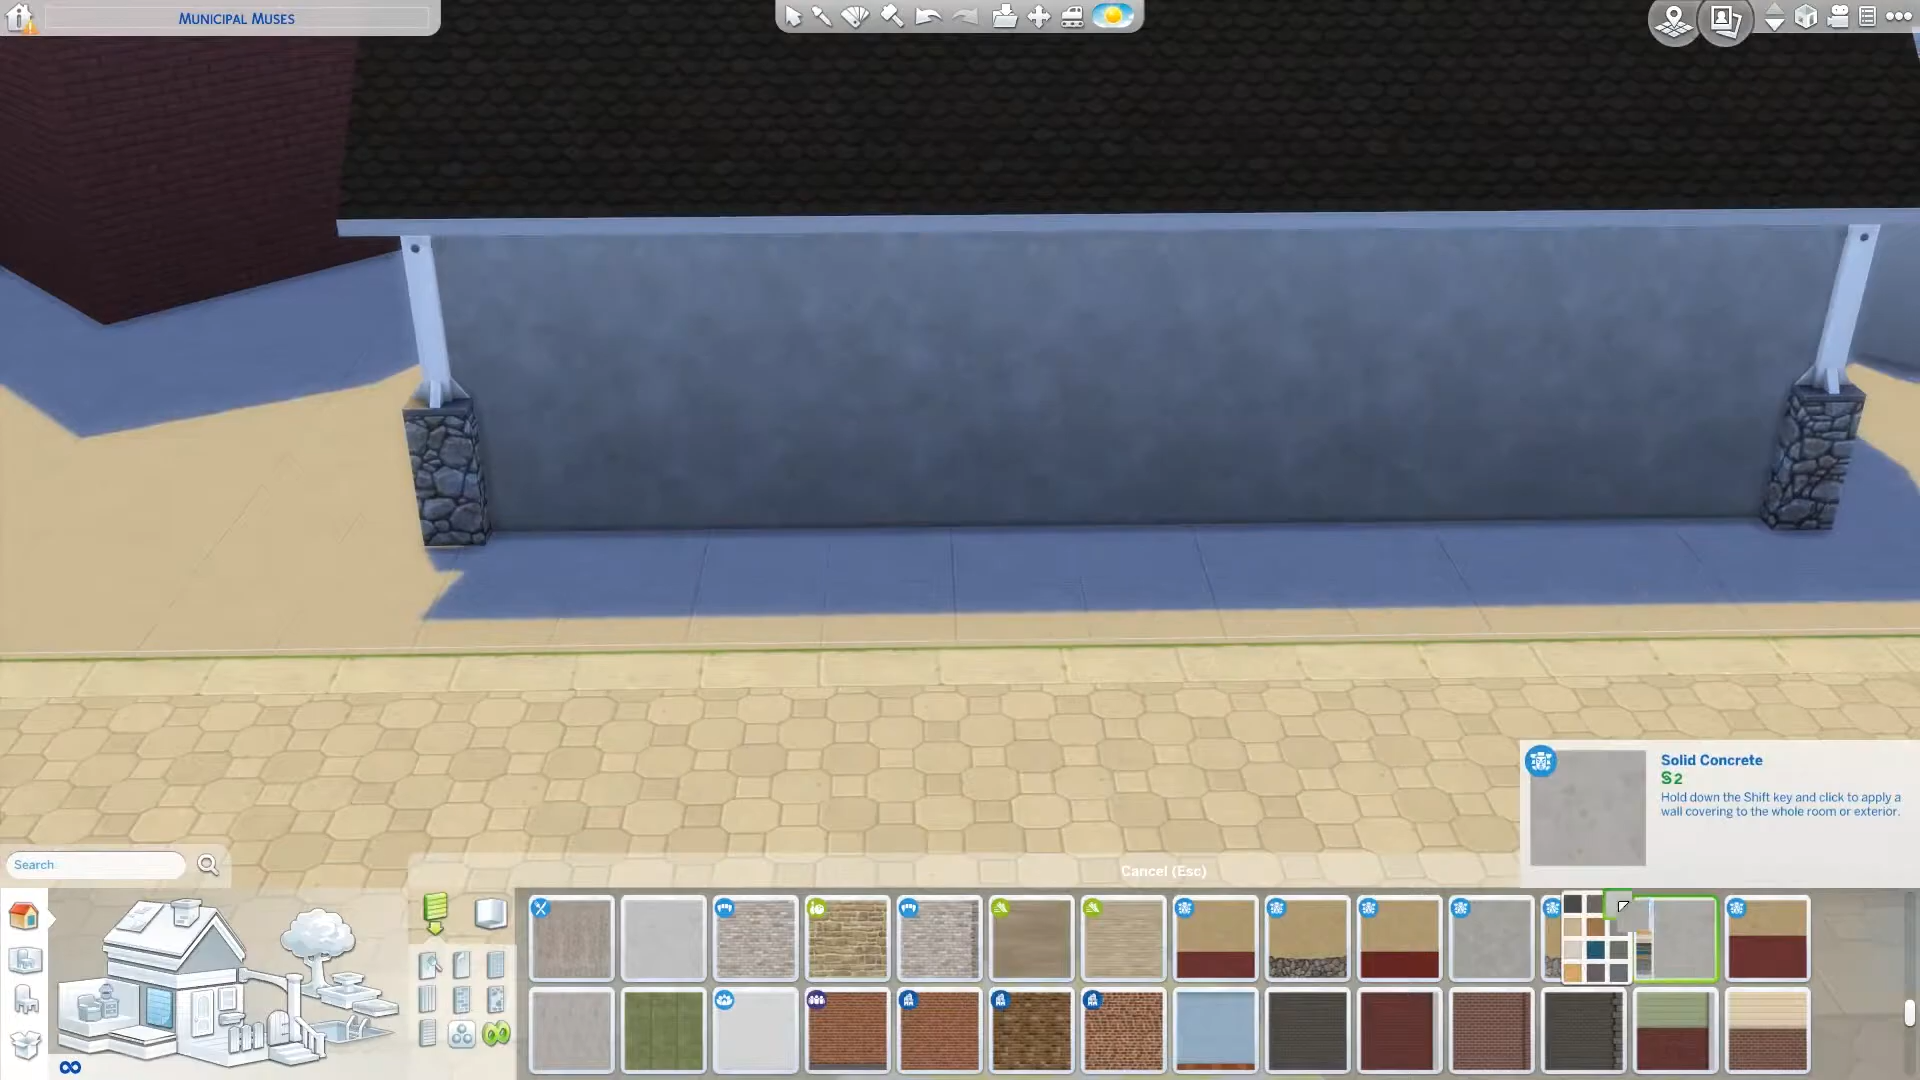 MUNICIPAL MUSES
Solid Concrete
§2
Hold down the Shift key and click to apply a
wall covering to the whole room or exterior.
Search
Cancel (Esc)